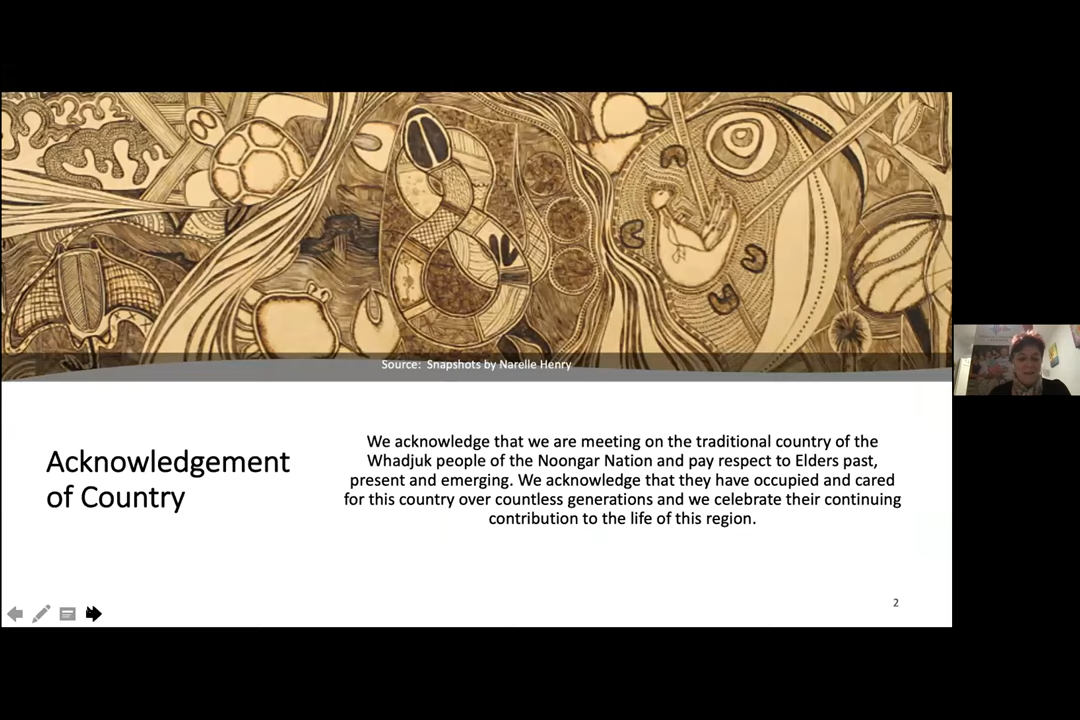 Source: Snapshots by Narelle Henry
Acknowledgement
of Country
We acknowledge that we are meeting on the traditional country of the
Whadjuk people of the Noongar Nation and pay respect to Elders past,
present and emerging. We acknowledge that they have occupied and cared
for this country over countless generations and we celebrate their continuing
contribution to the life of this region.
2